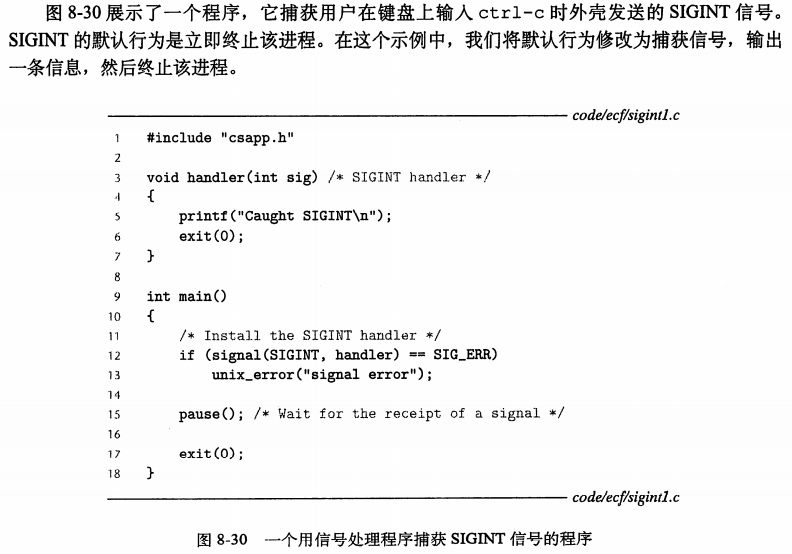 图 8-30 展示了一个程序，它捕获用户在键盘上输入 ctrl-c 时外壳发送的 SIGINT 信号。
SIGINT 的默认行为是立即终止该进程。在这个示例中，我们将默认行为修改为捕获信号，输出
一条信息，然后终止该进程。
code/ecf/sigint1.c
1 #include "csapp.h"
2
3 void handler(int sig) /* SIGINT handler */
4 {
5     printf("Caught SIGINT\n");
6     exit(0);
7 }
8
9 int main()
10 {
11     /* Install the SIGINT handler */
12     if (signal(SIGINT, handler) == SIG_ERR)
13         unix_error("signal error");
14
15     pause(); /* Wait for the receipt of a signal */
16
17     exit(0);
18 }
code/ecf/sigint1.c
图 8-30 一个用信号处理程序捕获 SIGINT 信号的程序